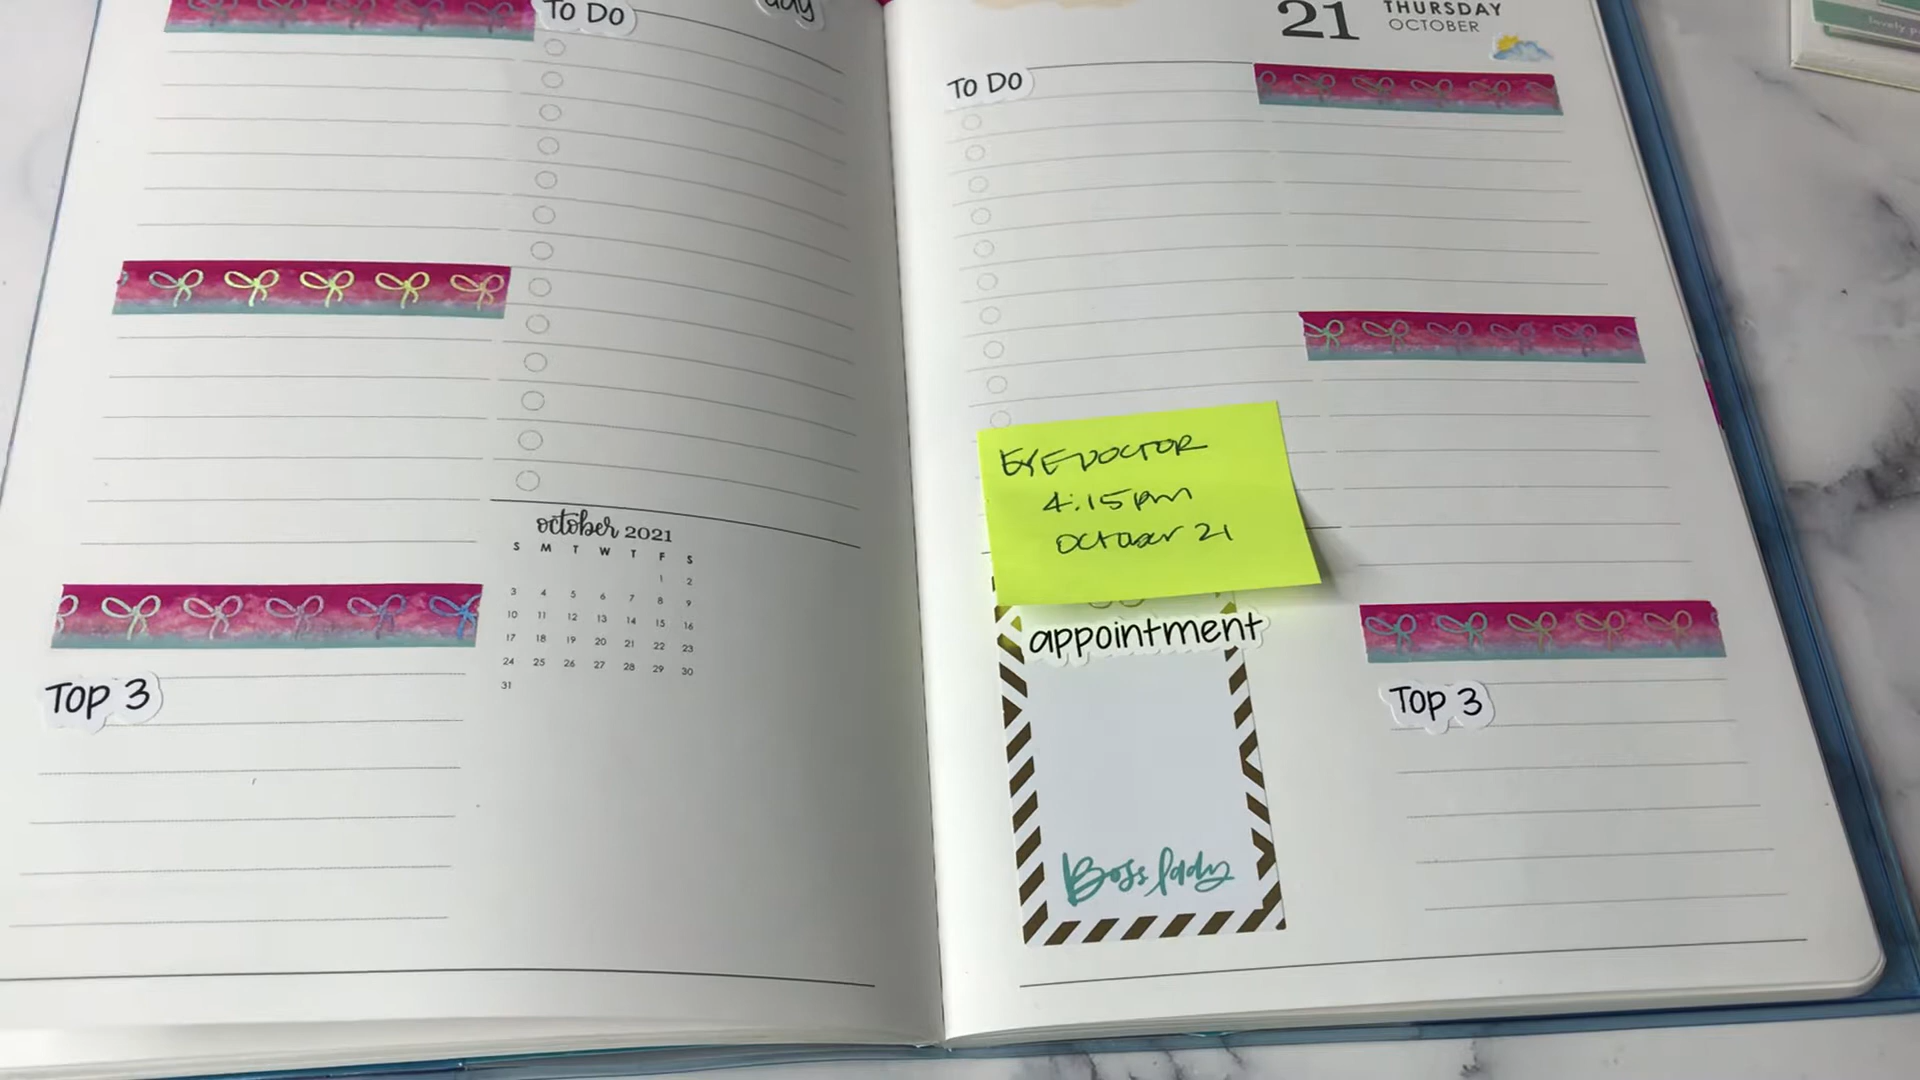 TO DO
october 2021
S M T W T F S
1 2
3 4 5 6 7 8 9
10 11 12 13 14 15 16
17 18 19 20 21 22 23
24 25 26 27 28 29 30
31
Top 3
21 THURSDAY
OCTOBER
TO DO
EYE DOCTOR
4:15pm
October 21
appointment
Boss lady
Top 3
lovely